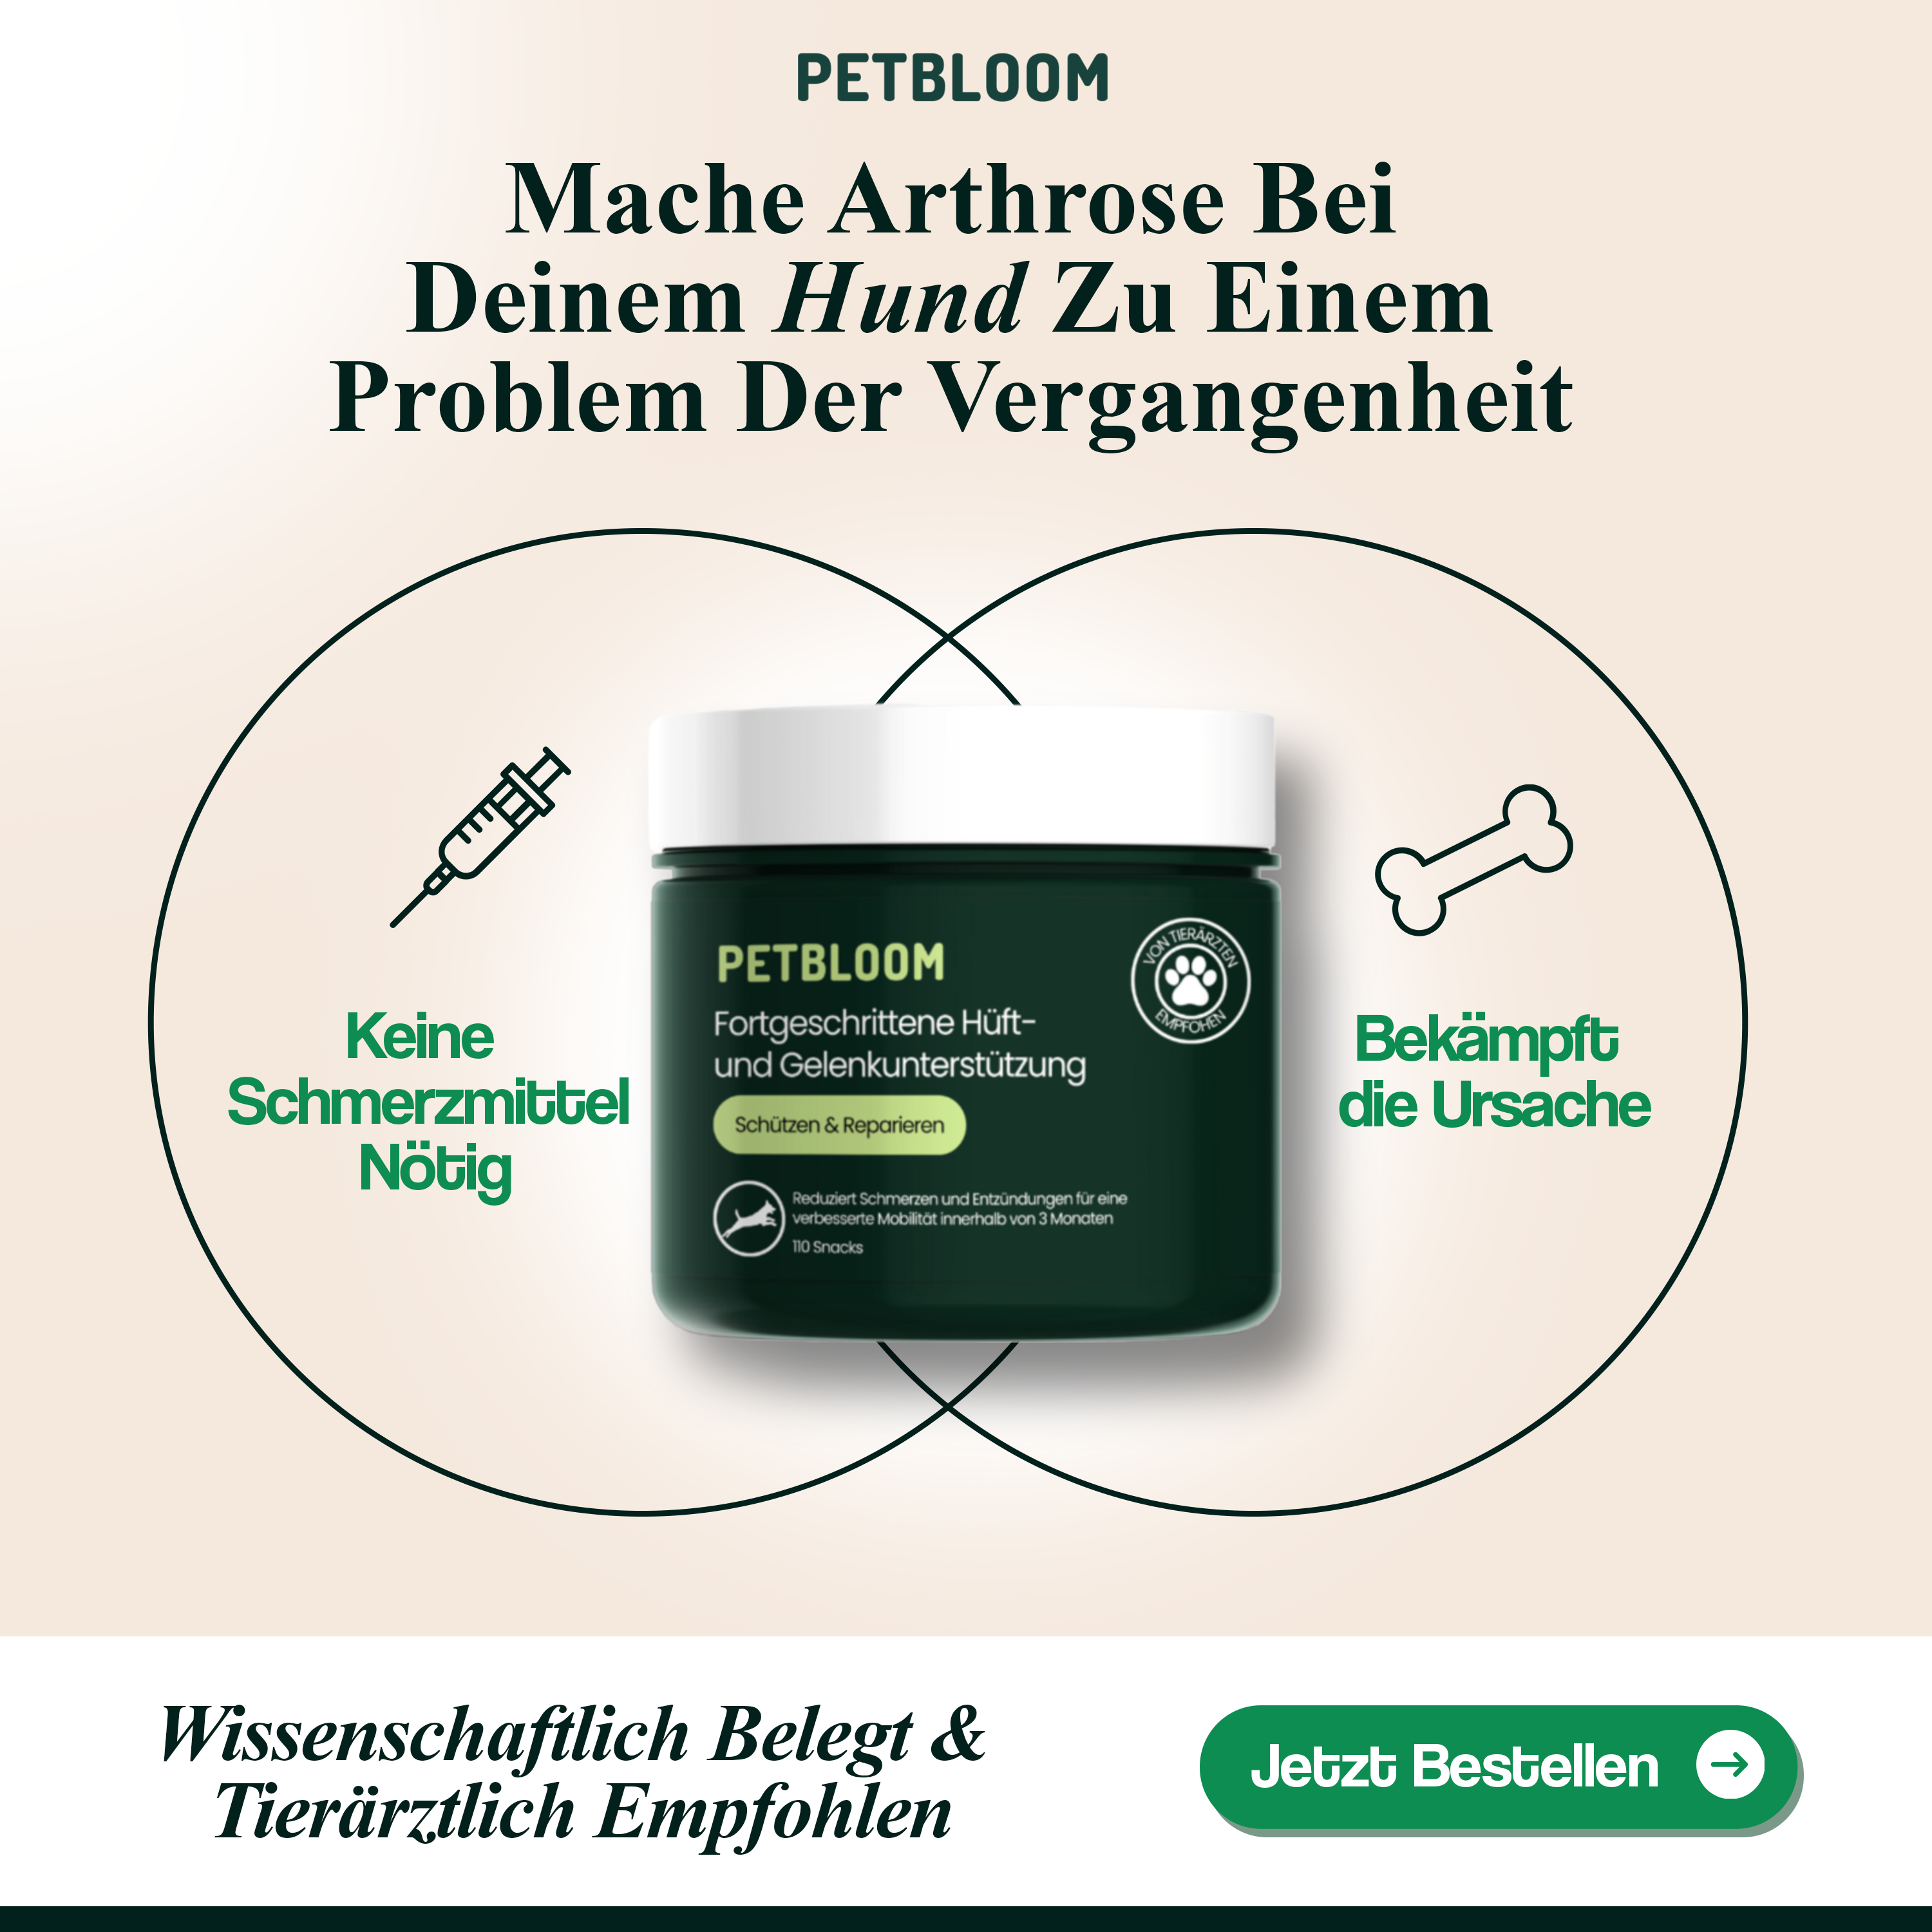 PETBLOOM
Mache Arthrose Bei
Deinem Hund Zu Einem
Problem Der Vergangenheit
Keine
Schmerzmittel
Nötig
PETBLOOM
Fortgeschrittene Hüft-
und Gelenkunterstützung
Schützen & Reparieren
Reduziert Schmerzen und Entzündungen für eine
verbesserte Mobilität innerhalb von 3 Monaten
110 Snacks
VON TIERÄRZTEN
EMPFOHEN
Bekämpft
die Ursache
Wissenschaftlich Belegt &
Tierärztlich Empfohlen
Jetzt Bestellen